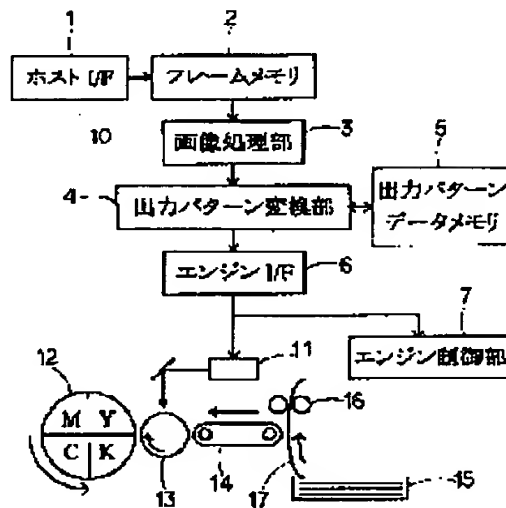 1
2
ホスト I/F
フレームメモリ
10
画像処理部
3
5
4
出力パターン変換部
出力パターン
データメモリ
エンジン I/F
6
7
エンジン制御部
11
12
M Y
C K
16
13
14
17
15